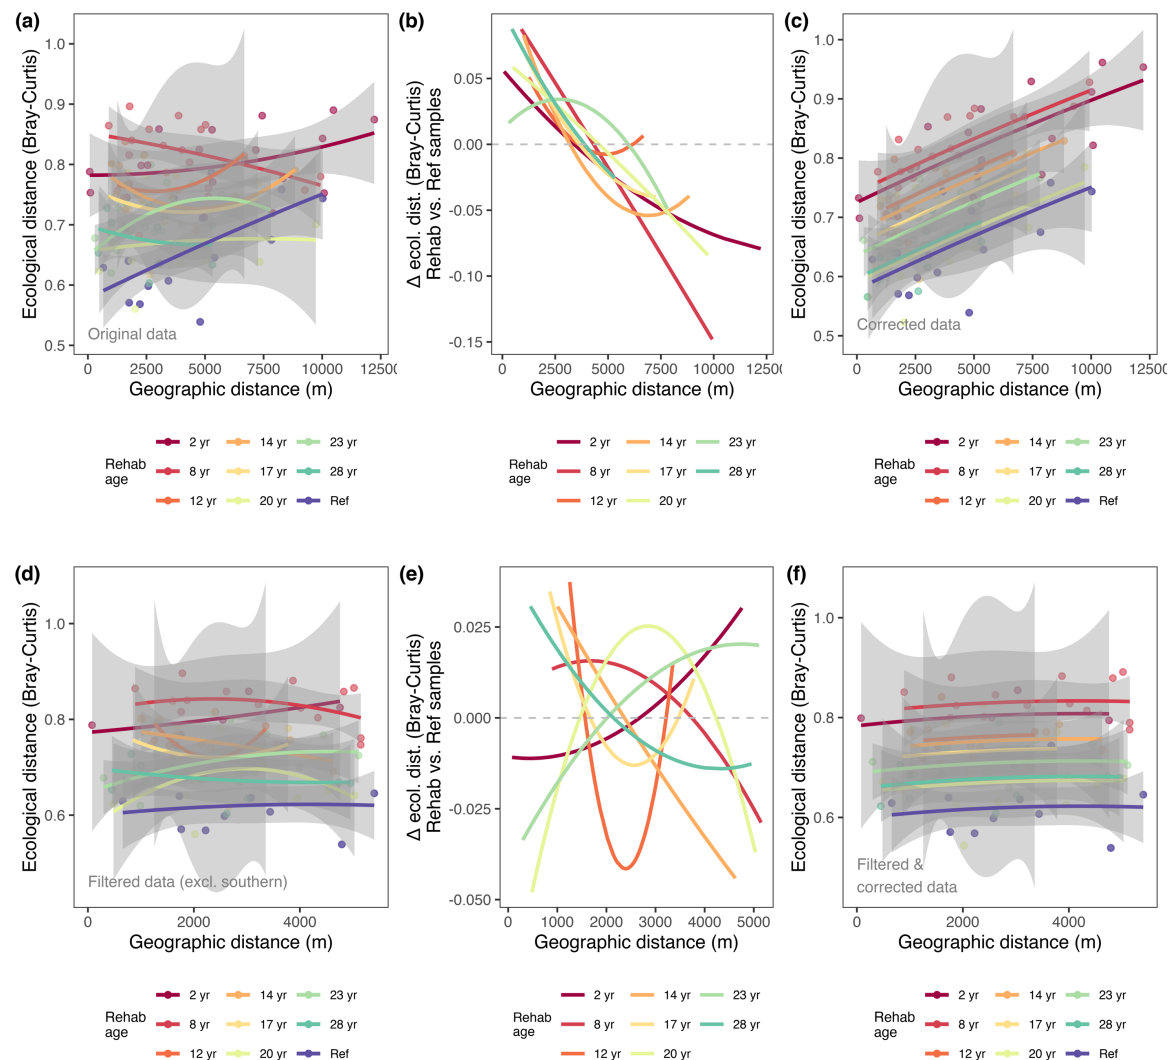 (a)
Ecological distance (Bray-Curtis)
1.0
0.9
0.8
0.7
0.6
0.5
Original data
0
2500
5000
7500
10000
12500
Geographic distance (m)
Rehab
age
2 yr
14 yr
23 yr
8 yr
17 yr
28 yr
12 yr
20 yr
Ref
(b)
Δ ecol. dist. (Bray-Curtis)
Rehab vs. Ref samples
0.05
0.00
-0.05
-0.10
-0.15
0
2500
5000
7500
10000
Geographic distance (m)
Rehab
age
2 yr
14 yr
23 yr
8 yr
17 yr
28 yr
12 yr
20 yr
(c)
Ecological distance (Bray-Curtis)
1.0
0.9
0.8
0.7
0.6
0.5
Corrected data
0
2500
5000
7500
10000
Geographic distance (m)
Rehab
age
2 yr
14 yr
23 yr
8 yr
17 yr
28 yr
12 yr
20 yr
Ref
(d)
Ecological distance (Bray-Curtis)
1.0
0.8
0.6
Filtered data (excl. southern)
0
2000
4000
Geographic distance (m)
Rehab
age
2 yr
14 yr
23 yr
8 yr
17 yr
28 yr
12 yr
20 yr
Ref
(e)
Δ ecol. dist. (Bray-Curtis)
Rehab vs. Ref samples
0.025
0.000
-0.025
-0.050
0
1000
2000
3000
4000
5000
Geographic distance (m)
Rehab
age
2 yr
14 yr
23 yr
8 yr
17 yr
28 yr
12 yr
20 yr
(f)
Ecological distance (Bray-Curtis)
1.0
0.8
0.6
Filtered &
corrected data
0
2000
4000
Geographic distance (m)
Rehab
age
2 yr
14 yr
23 yr
8 yr
17 yr
28 yr
12 yr
20 yr
Ref